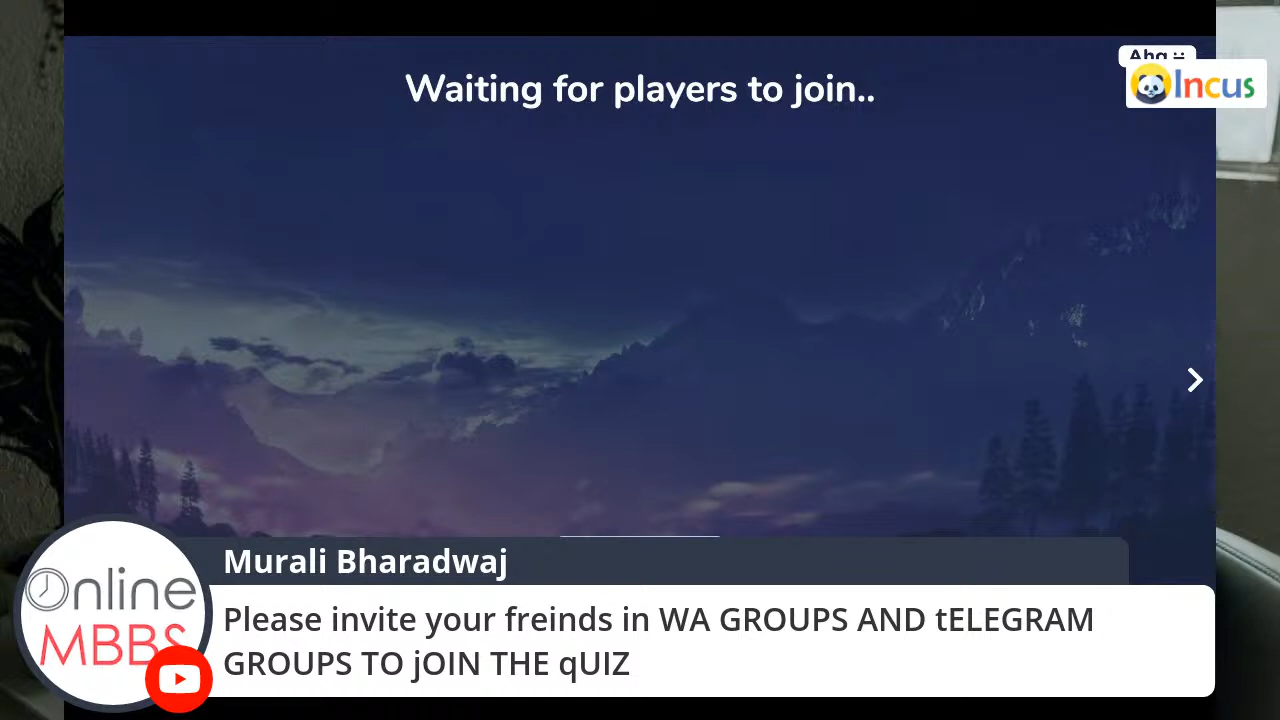 Waiting for players to join..
Aha
Incus
Murali Bharadwaj
Online
MBBS
Please invite your freinds in WA GROUPS AND tELEGRAM
GROUPS TO jOIN THE qUIZ